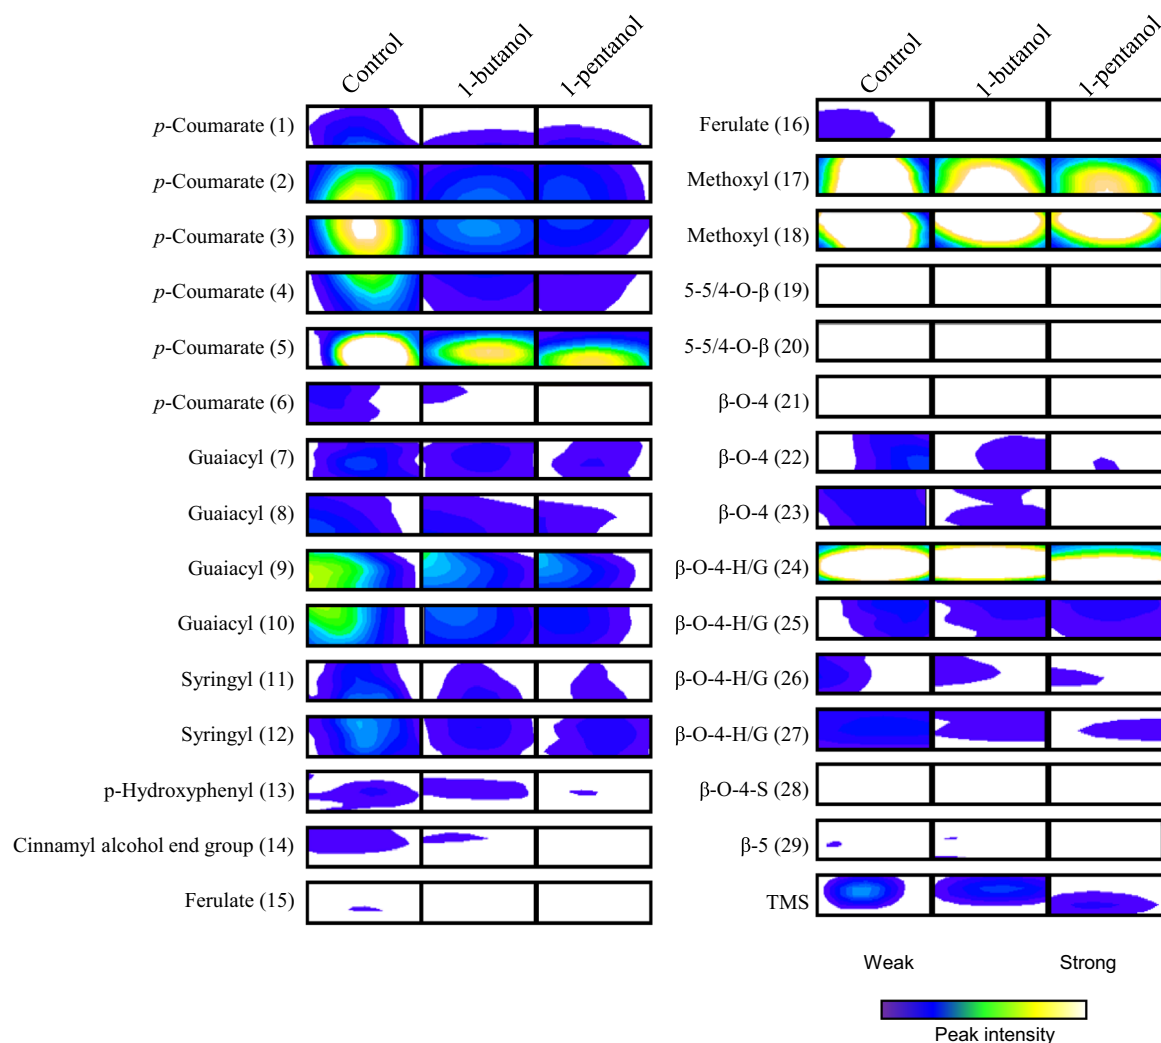 Control
1-butanol
1-pentanol
p-Coumarate (1)
p-Coumarate (2)
p-Coumarate (3)
p-Coumarate (4)
p-Coumarate (5)
p-Coumarate (6)
Guaiacyl (7)
Guaiacyl (8)
Guaiacyl (9)
Guaiacyl (10)
Syringyl (11)
Syringyl (12)
p-Hydroxyphenyl (13)
Cinnamyl alcohol end group (14)
Ferulate (15)
Control
1-butanol
1-pentanol
Ferulate (16)
Methoxyl (17)
Methoxyl (18)
5-5/4-O-β (19)
5-5/4-O-β (20)
β-O-4 (21)
β-O-4 (22)
β-O-4 (23)
β-O-4-H/G (24)
β-O-4-H/G (25)
β-O-4-H/G (26)
β-O-4-H/G (27)
β-O-4-S (28)
β-5 (29)
TMS
Weak Strong
Peak intensity